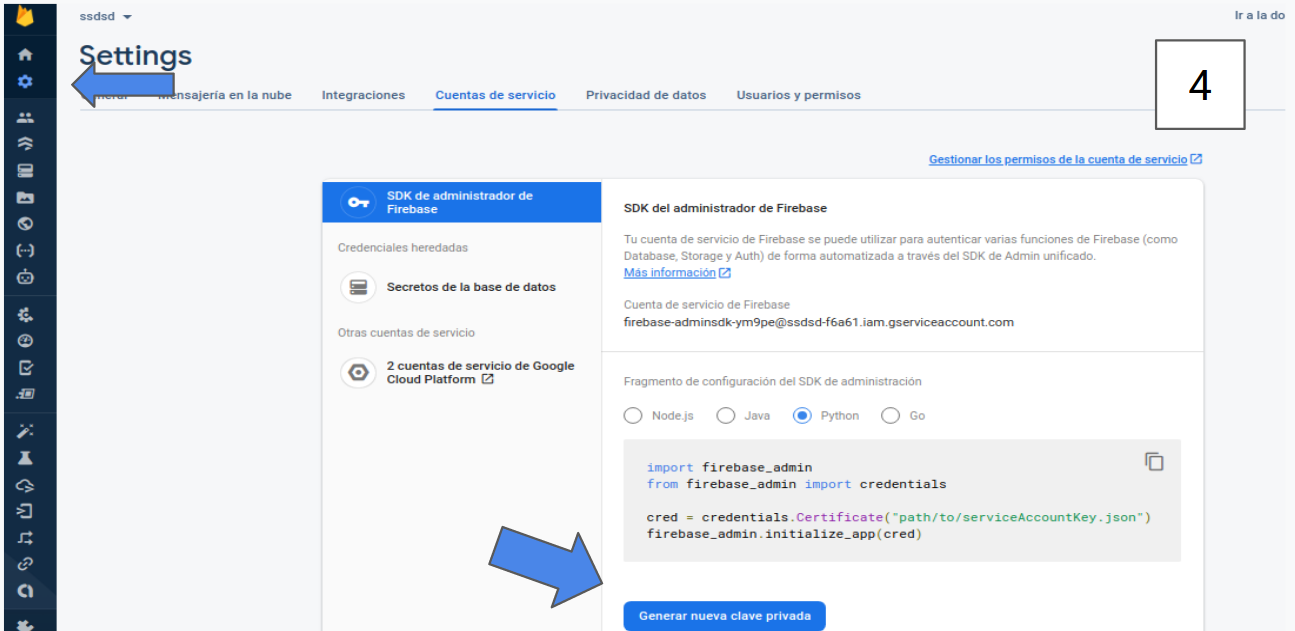 ssdsd
Ir a la do
Settings
4
Mensajería en la nube
Integraciones
Cuentas de servicio
Privacidad de datos
Usuarios y permisos
Gestionar los permisos de la cuenta de servicio
SDK de administrador de
Firebase
Credenciales heredadas
Secretos de la base de datos
Otras cuentas de servicio
2 cuentas de servicio de Google
Cloud Platform
SDK del administrador de Firebase
Tu cuenta de servicio de Firebase se puede utilizar para autenticar varias funciones de Firebase (como
Database, Storage y Auth) de forma automatizada a través del SDK de Admin unificado.
Más información
Cuenta de servicio de Firebase
firebase-adminsdk-ym9pe@ssdsd-f6a61.iam.gserviceaccount.com
Fragmento de configuración del SDK de administración
Node.js
Java
Python
Go
import firebase_admin
from firebase_admin import credentials
cred = credentials.Certificate("path/to/serviceAccountKey.json")
firebase_admin.initialize_app(cred)
Generar nueva clave privada